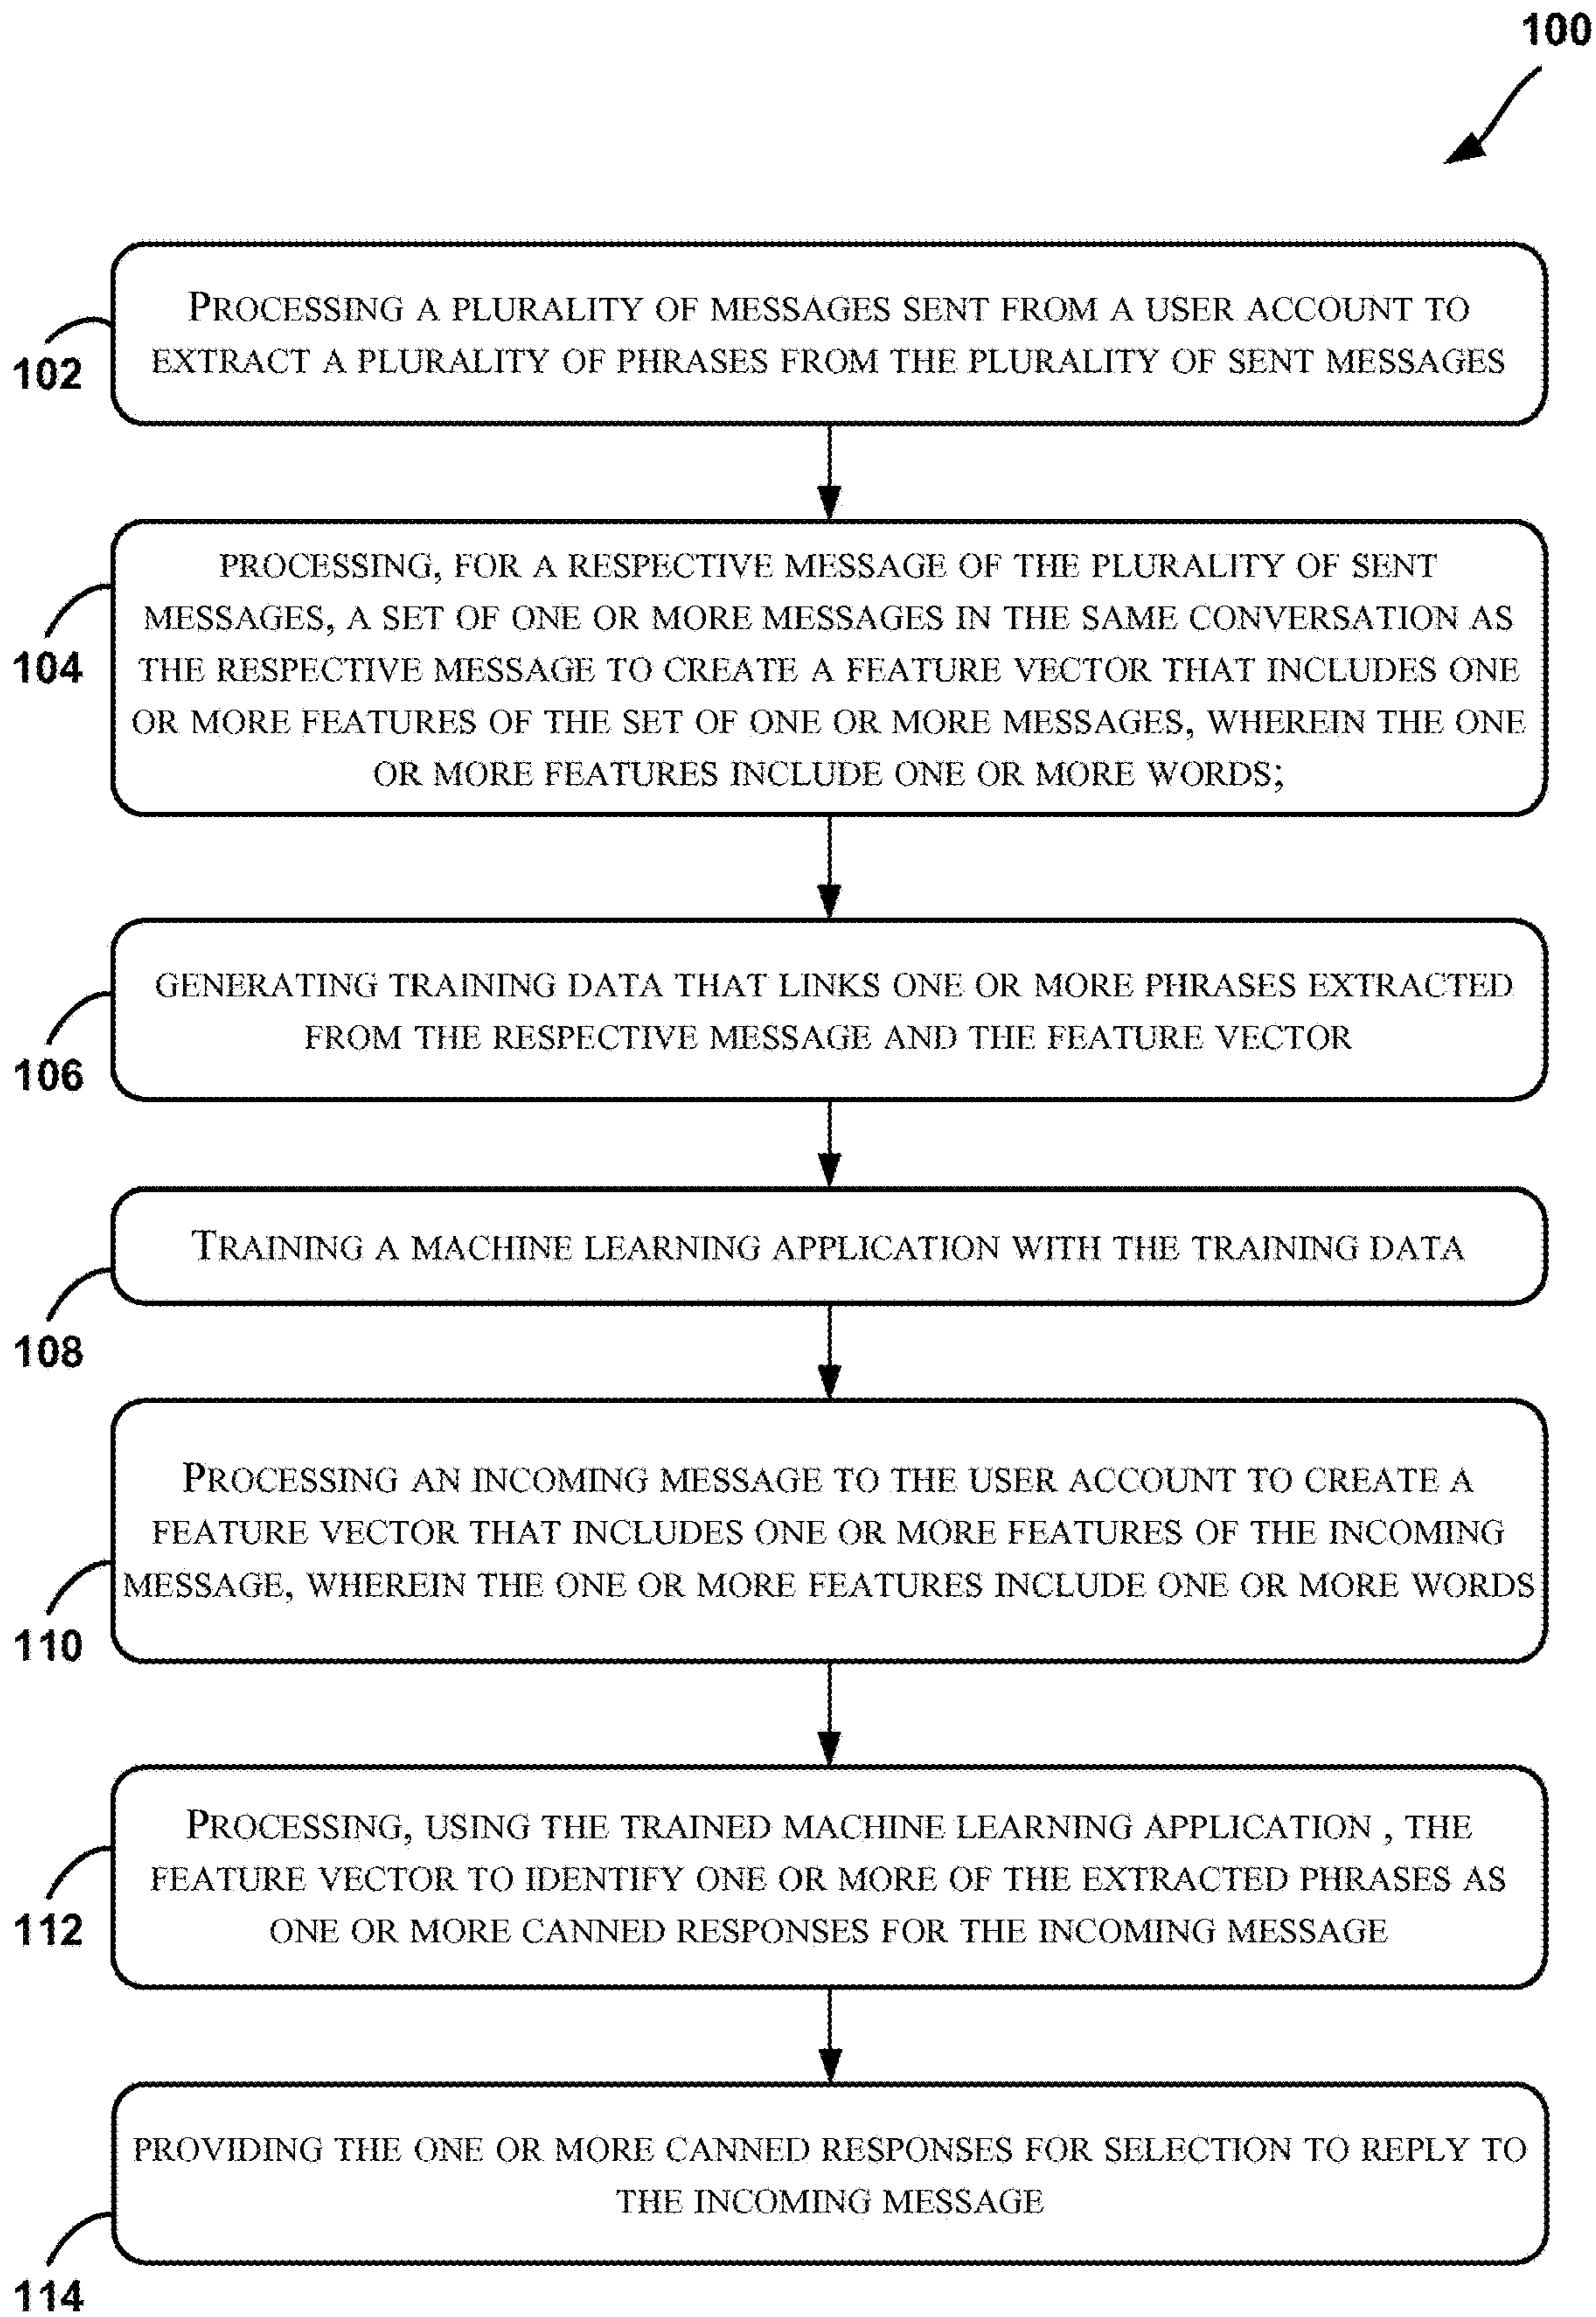 100
PROCESSING A PLURALITY OF MESSAGES SENT FROM A USER ACCOUNT TO
EXTRACT A PLURALITY OF PHRASES FROM THE PLURALITY OF SENT MESSAGES
102
PROCESSING, FOR A RESPECTIVE MESSAGE OF THE PLURALITY OF SENT
MESSAGES, A SET OF ONE OR MORE MESSAGES IN THE SAME CONVERSATION AS
THE RESPECTIVE MESSAGE TO CREATE A FEATURE VECTOR THAT INCLUDES ONE
OR MORE FEATURES OF THE SET OF ONE OR MORE MESSAGES, WHEREIN THE ONE
OR MORE FEATURES INCLUDE ONE OR MORE WORDS;
104
GENERATING TRAINING DATA THAT LINKS ONE OR MORE PHRASES EXTRACTED
FROM THE RESPECTIVE MESSAGE AND THE FEATURE VECTOR
106
TRAINING A MACHINE LEARNING APPLICATION WITH THE TRAINING DATA
108
PROCESSING AN INCOMING MESSAGE TO THE USER ACCOUNT TO CREATE A
FEATURE VECTOR THAT INCLUDES ONE OR MORE FEATURES OF THE INCOMING
MESSAGE, WHEREIN THE ONE OR MORE FEATURES INCLUDE ONE OR MORE WORDS
110
PROCESSING, USING THE TRAINED MACHINE LEARNING APPLICATION , THE
FEATURE VECTOR TO IDENTIFY ONE OR MORE OF THE EXTRACTED PHRASES AS
ONE OR MORE CANNED RESPONSES FOR THE INCOMING MESSAGE
112
PROVIDING THE ONE OR MORE CANNED RESPONSES FOR SELECTION TO REPLY TO
THE INCOMING MESSAGE
114